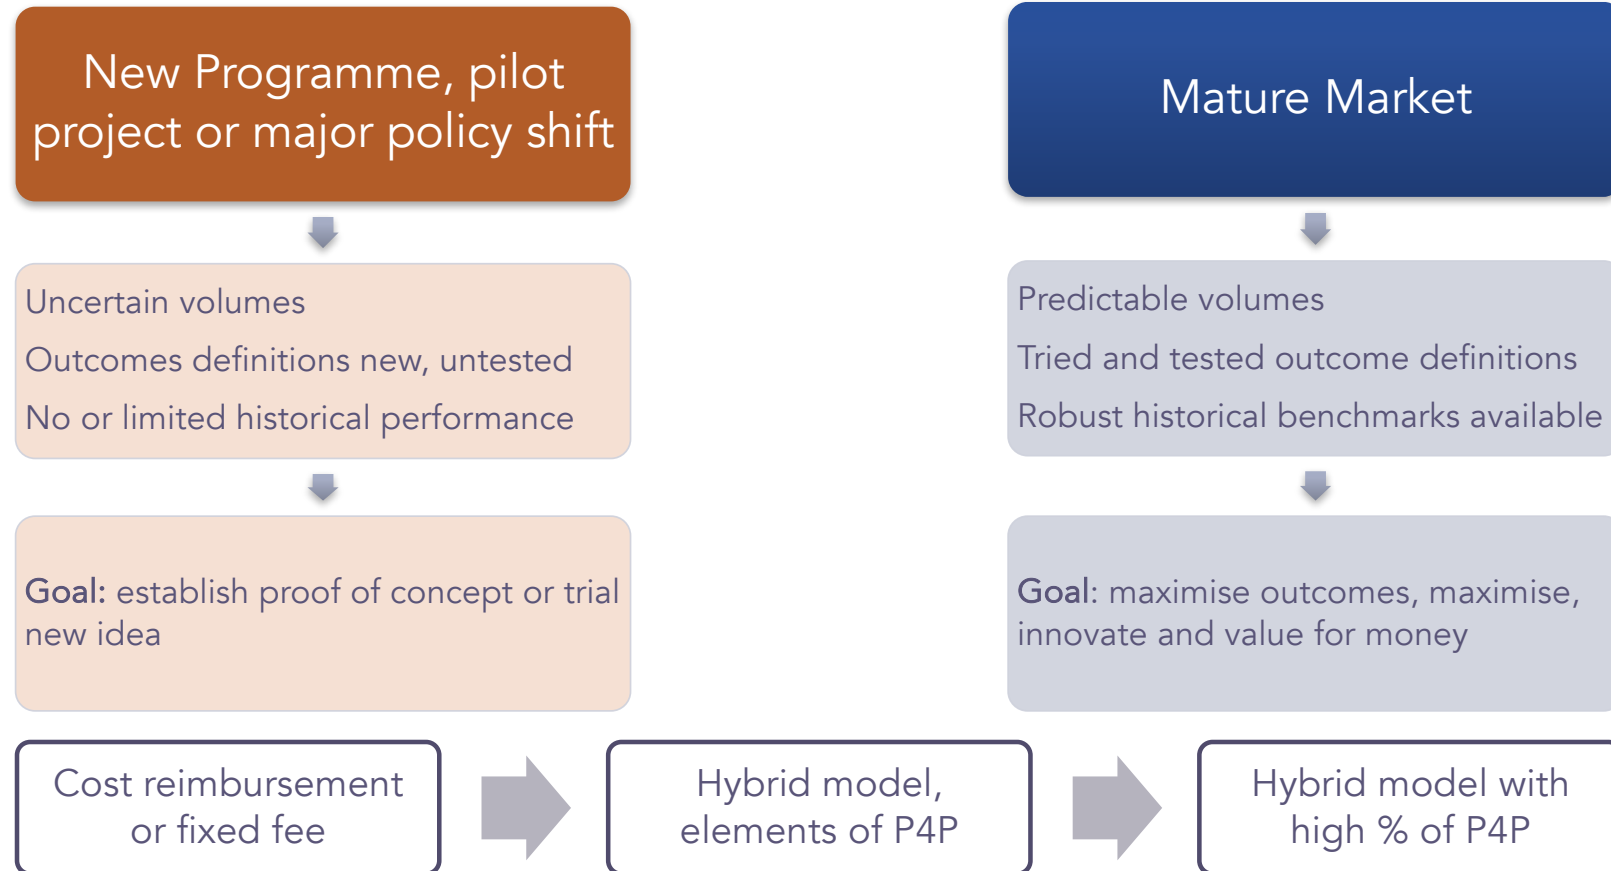 New Programme, pilot
project or major policy shift
Uncertain volumes
Outcomes definitions new, untested
No or limited historical performance
Goal: establish proof of concept or trial
new idea
Mature Market
Predictable volumes
Tried and tested outcome definitions
Robust historical benchmarks available
Goal: maximise outcomes, maximise,
innovate and value for money
Cost reimbursement
or fixed fee
Hybrid model,
elements of P4P
Hybrid model with
high % of P4P